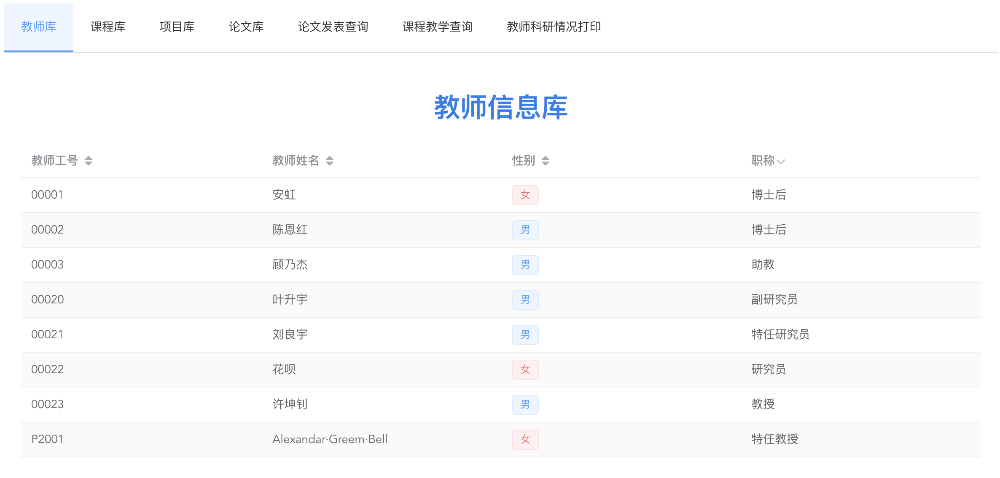 教师库 课程库 项目库 论文库 论文发表查询 课程教学查询 教师科研情况打印
教师信息库
教师工号 教师姓名 性别 职称
00001 安虹 女 博士后
00002 陈恩红 男 博士后
00003 顾乃杰 男 助教
00020 叶升宇 男 副研究员
00021 刘良宇 男 特任研究员
00022 花呗 女 研究员
00023 许坤钊 男 教授
P2001 Alexandar·Greem·Bell 女 特任教授